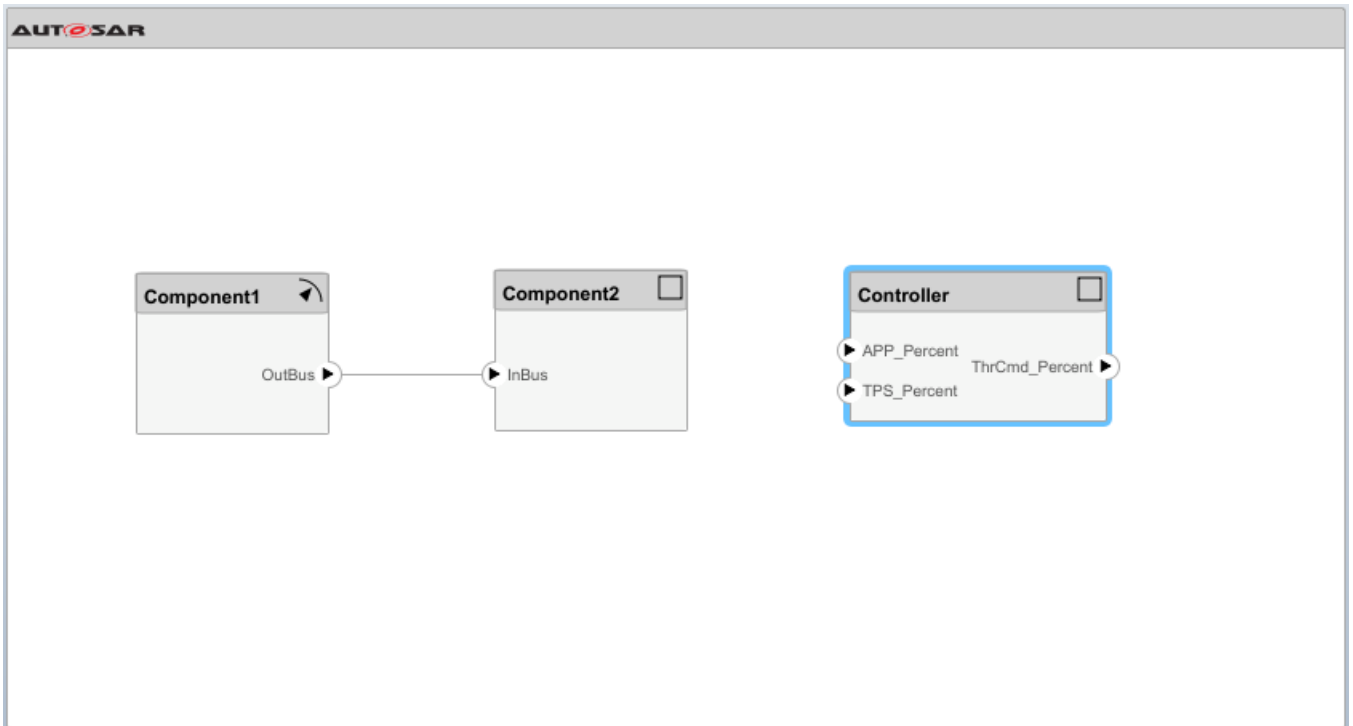 AUTOSAR
Component1
OutBus
Component2
InBus
Controller
APP_Percent
ThrCmd_Percent
TPS_Percent